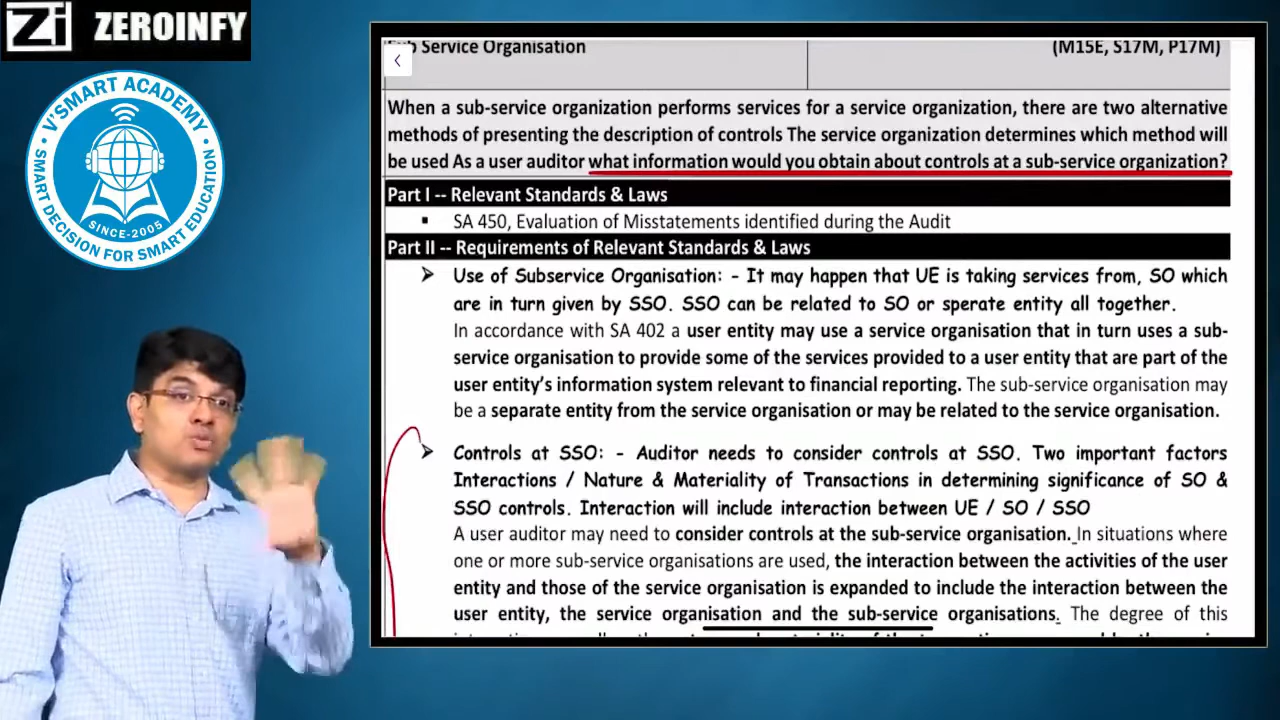 Zi ZEROINFY
V'SMART ACADEMY
SMART DECISION FOR SMART EDUCATION
SINCE-2005
Sub Service Organisation (M15E, S17M, P17M)
When a sub-service organization performs services for a service organization, there are two alternative
methods of presenting the description of controls The service organization determines which method will
be used As a user auditor what information would you obtain about controls at a sub-service organization?
Part I -- Relevant Standards & Laws
▪ SA 450, Evaluation of Misstatements identified during the Audit
Part II -- Requirements of Relevant Standards & Laws
➢ Use of Subservice Organisation: - It may happen that UE is taking services from, SO which
are in turn given by SSO. SSO can be related to SO or sperate entity all together.
In accordance with SA 402 a user entity may use a service organisation that in turn uses a sub-
service organisation to provide some of the services provided to a user entity that are part of the
user entity's information system relevant to financial reporting. The sub-service organisation may
be a separate entity from the service organisation or may be related to the service organisation.
➢ Controls at SSO: - Auditor needs to consider controls at SSO. Two important factors
Interactions / Nature & Materiality of Transactions in determining significance of SO &
SSO controls. Interaction will include interaction between UE / SO / SSO
A user auditor may need to consider controls at the sub-service organisation. In situations where
one or more sub-service organisations are used, the interaction between the activities of the user
entity and those of the service organisation is expanded to include the interaction between the
user entity, the service organisation and the sub-service organisations. The degree of this